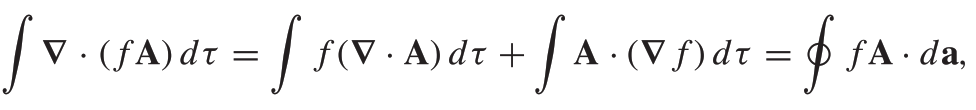 ∫ ∇ · (fA) dτ = ∫ f(∇ · A) dτ + ∫ A · (∇f) dτ = ∮ fA · da,